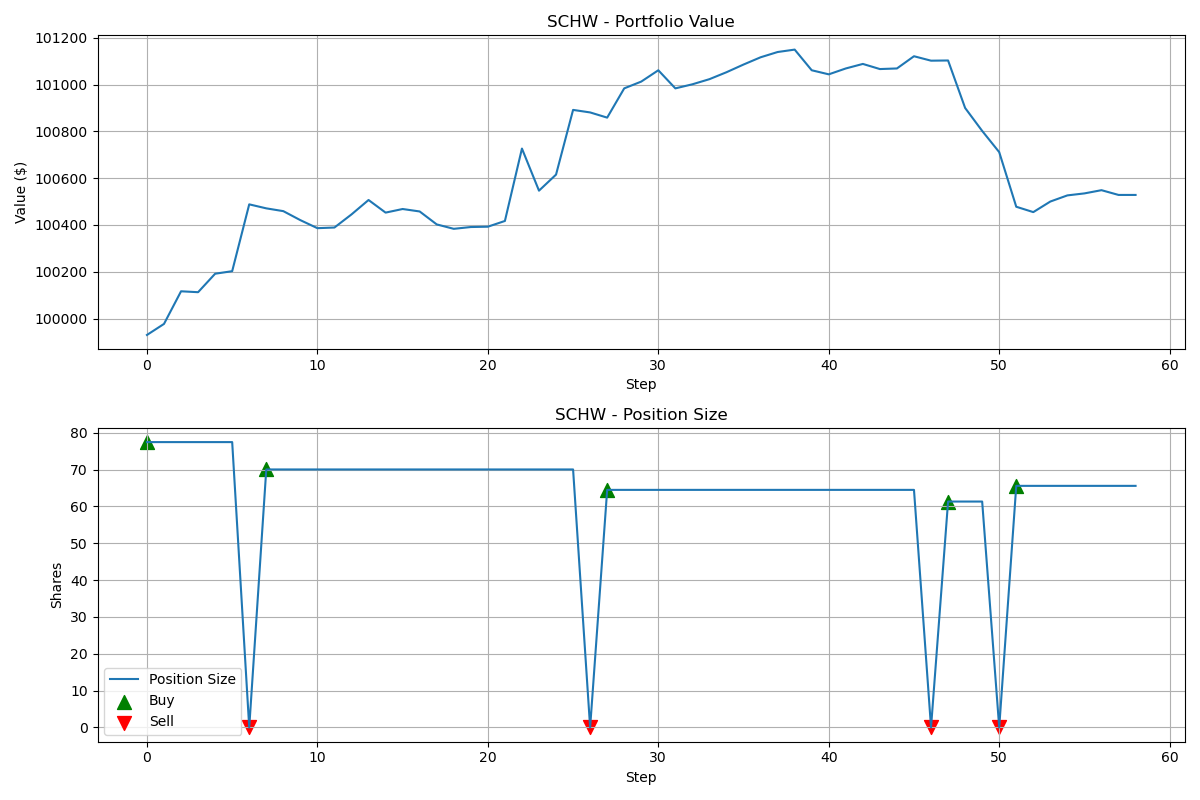 SCHW - Portfolio Value
Value ($)
101200
101000
100800
100600
100400
100200
100000
0 10 20 30 40 50 60
Step
SCHW - Position Size
Shares
80
70
60
50
40
30
20
10
0
Position Size
Buy
Sell
0 10 20 30 40 50 60
Step